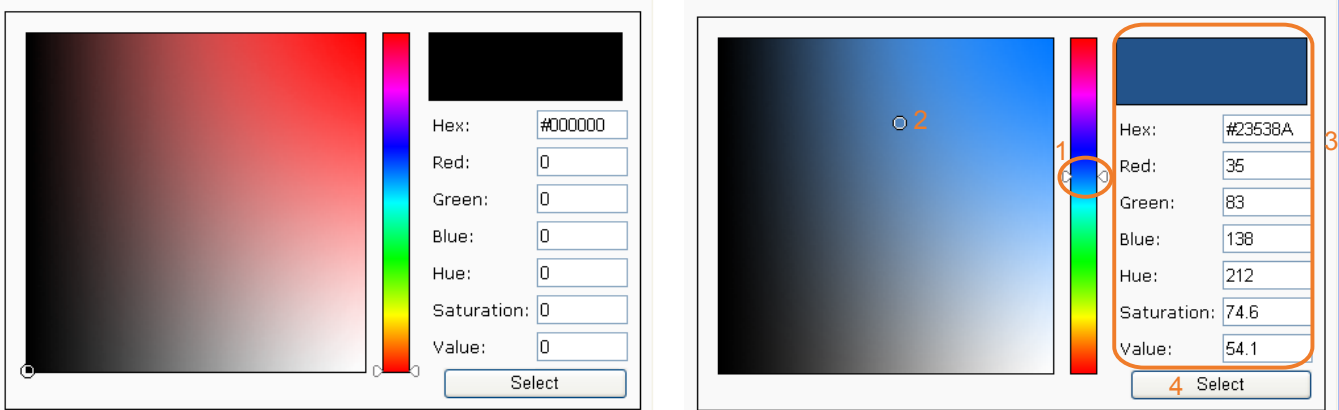 Hex: #000000
Red: 0
Green: 0
Blue: 0
Hue: 0
Saturation: 0
Value: 0
Select
1
2
3
Hex: #23538A
Red: 35
Green: 83
Blue: 138
Hue: 212
Saturation: 74.6
Value: 54.1
4 Select